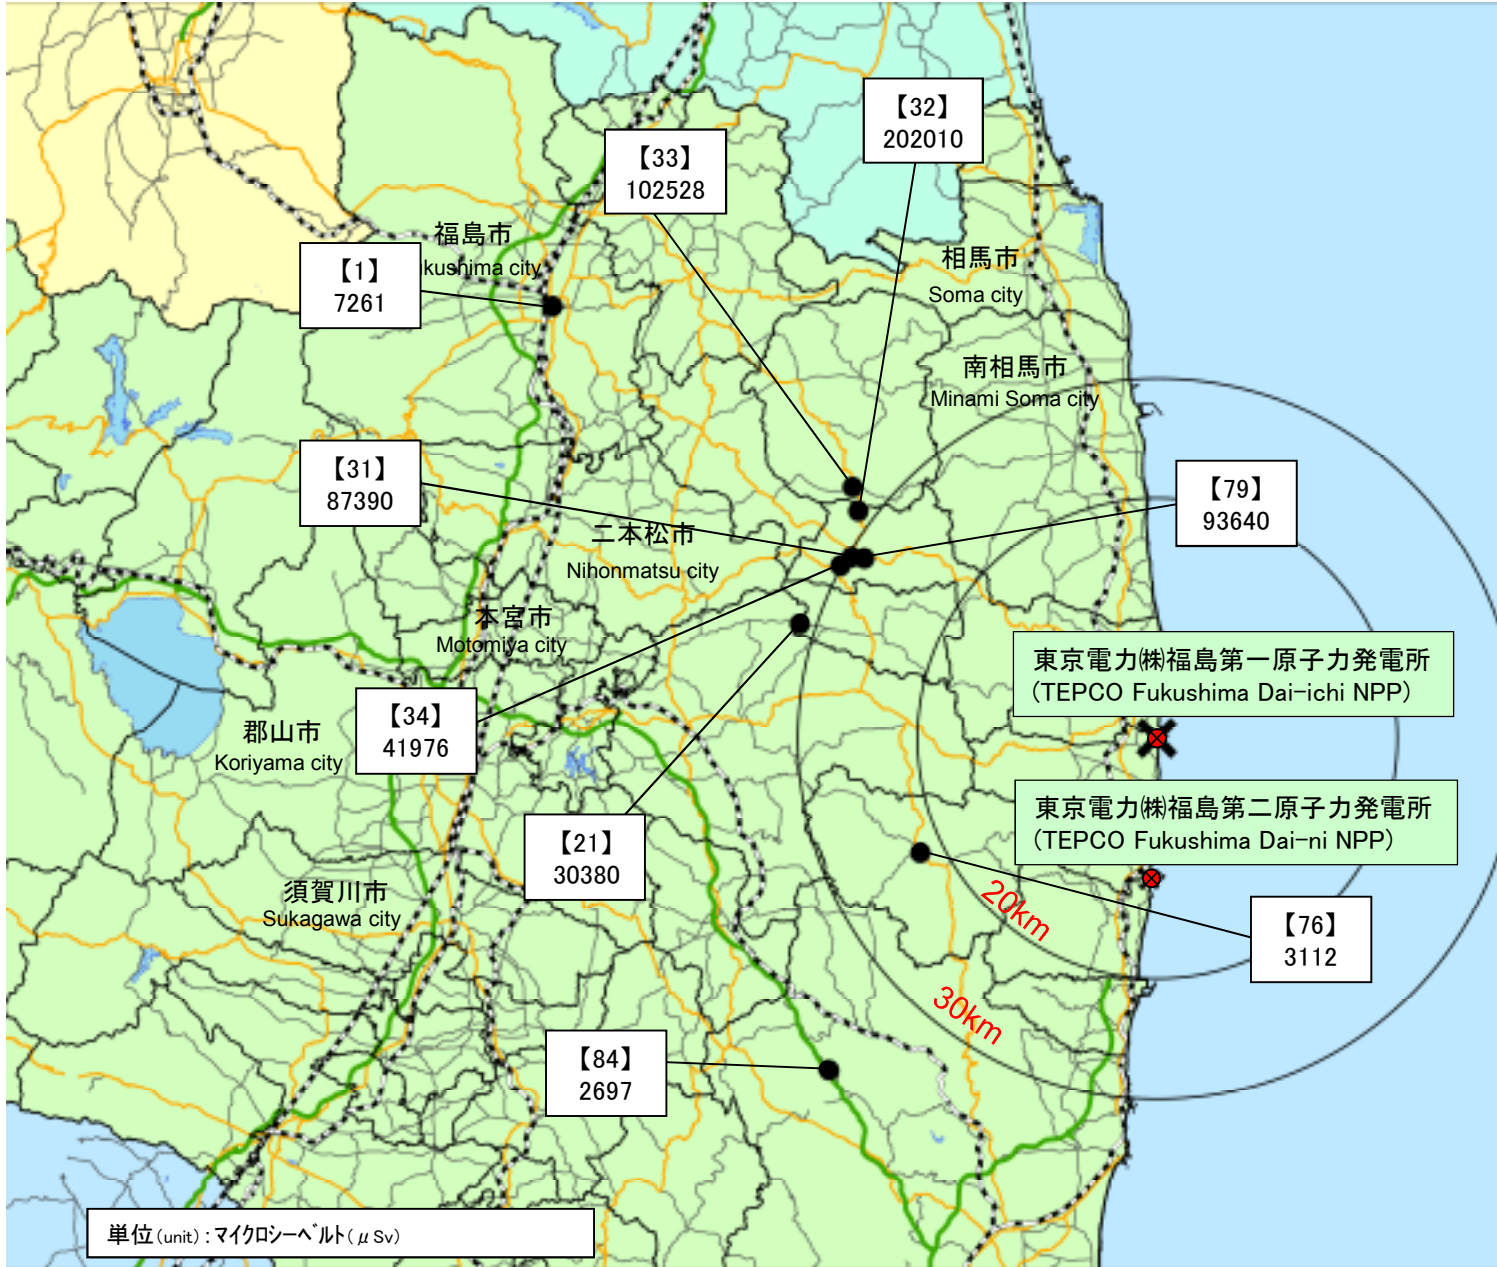 【32】
202010
【33】
102528
福島市
kushima city
【1】
7261
相馬市
Soma city
南相馬市
Minami Soma city
【31】
87390
【79】
93640
二本松市
Nihonmatsu city
本宮市
Motomiya city
東京電力㈱福島第一原子力発電所
(TEPCO Fukushima Dai-ichi NPP)
【34】
41976
郡山市
Koriyama city
東京電力㈱福島第二原子力発電所
(TEPCO Fukushima Dai-ni NPP)
【21】
30380
須賀川市
Sukagawa city
20km
【76】
3112
30km
【84】
2697
単位(unit):マイクロシーベルト(μSv)